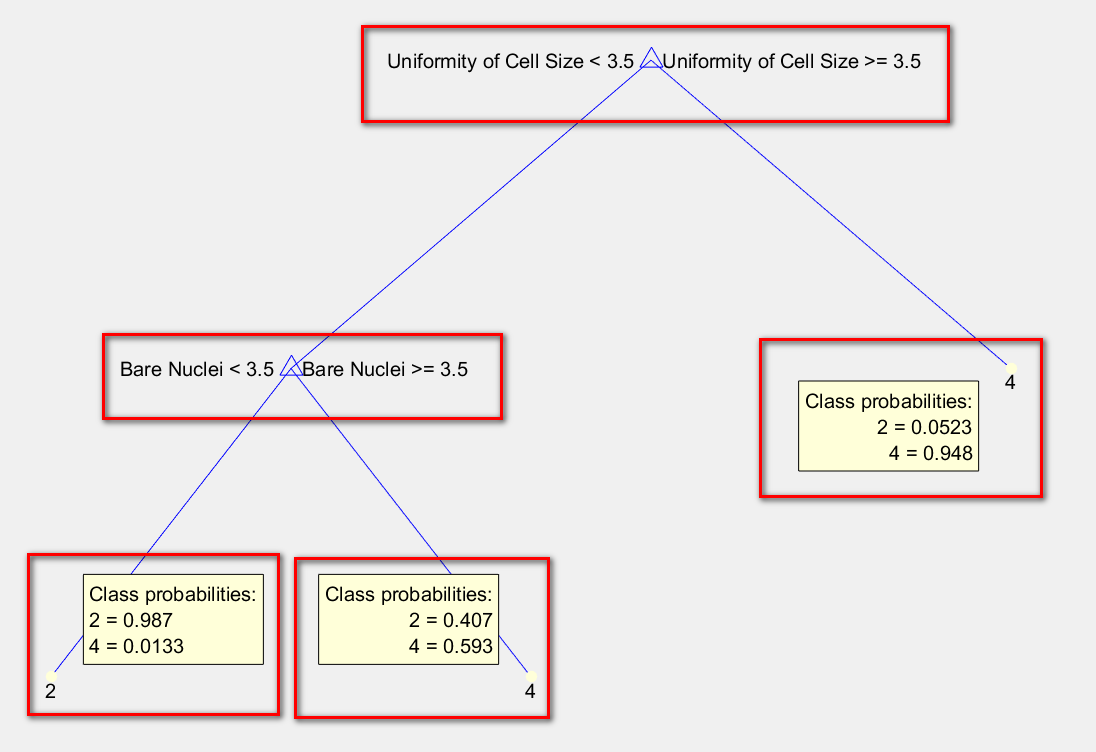 Uniformity of Cell Size < 3.5 Uniformity of Cell Size >= 3.5
Bare Nuclei < 3.5 Bare Nuclei >= 3.5
4
Class probabilities:
2 = 0.0523
4 = 0.948
Class probabilities:
2 = 0.987
4 = 0.0133
2
Class probabilities:
2 = 0.407
4 = 0.593
4